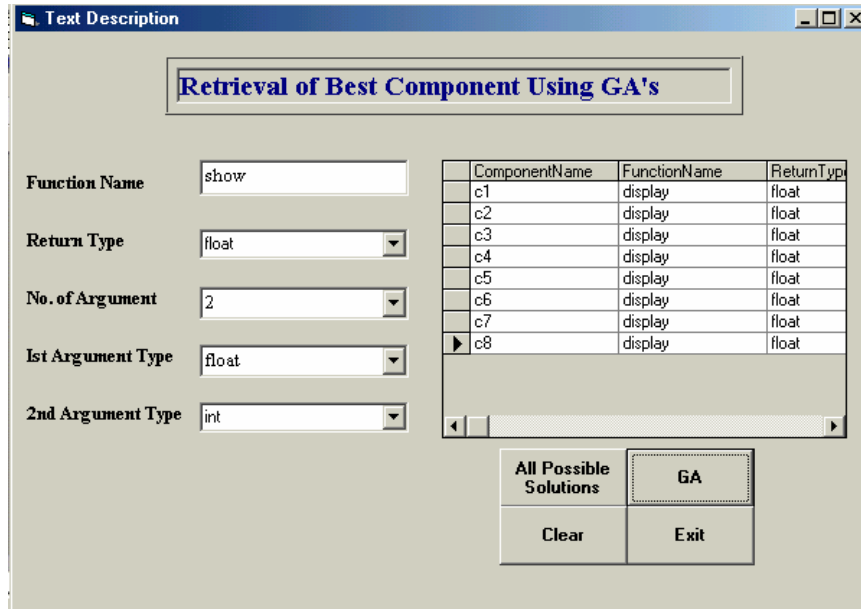 Text Description
Retrieval of Best Component Using GA's
Function Name show
Return Type float
No. of Argument 2
Ist Argument Type float
2nd Argument Type int
ComponentName FunctionName ReturnTyp
c1 display float
c2 display float
c3 display float
c4 display float
c5 display float
c6 display float
c7 display float
c8 display float
All Possible
Solutions
GA
Clear Exit